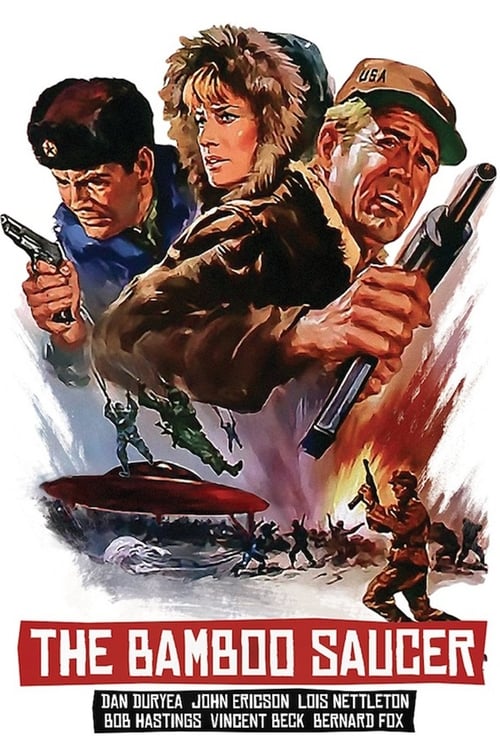 USA
THE BAMBOO SAUCER
DAN DURYEA JOHN ERICSON LOIS NETTLETON
BOB HASTINGS VINCENT BECK BERNARD FOX